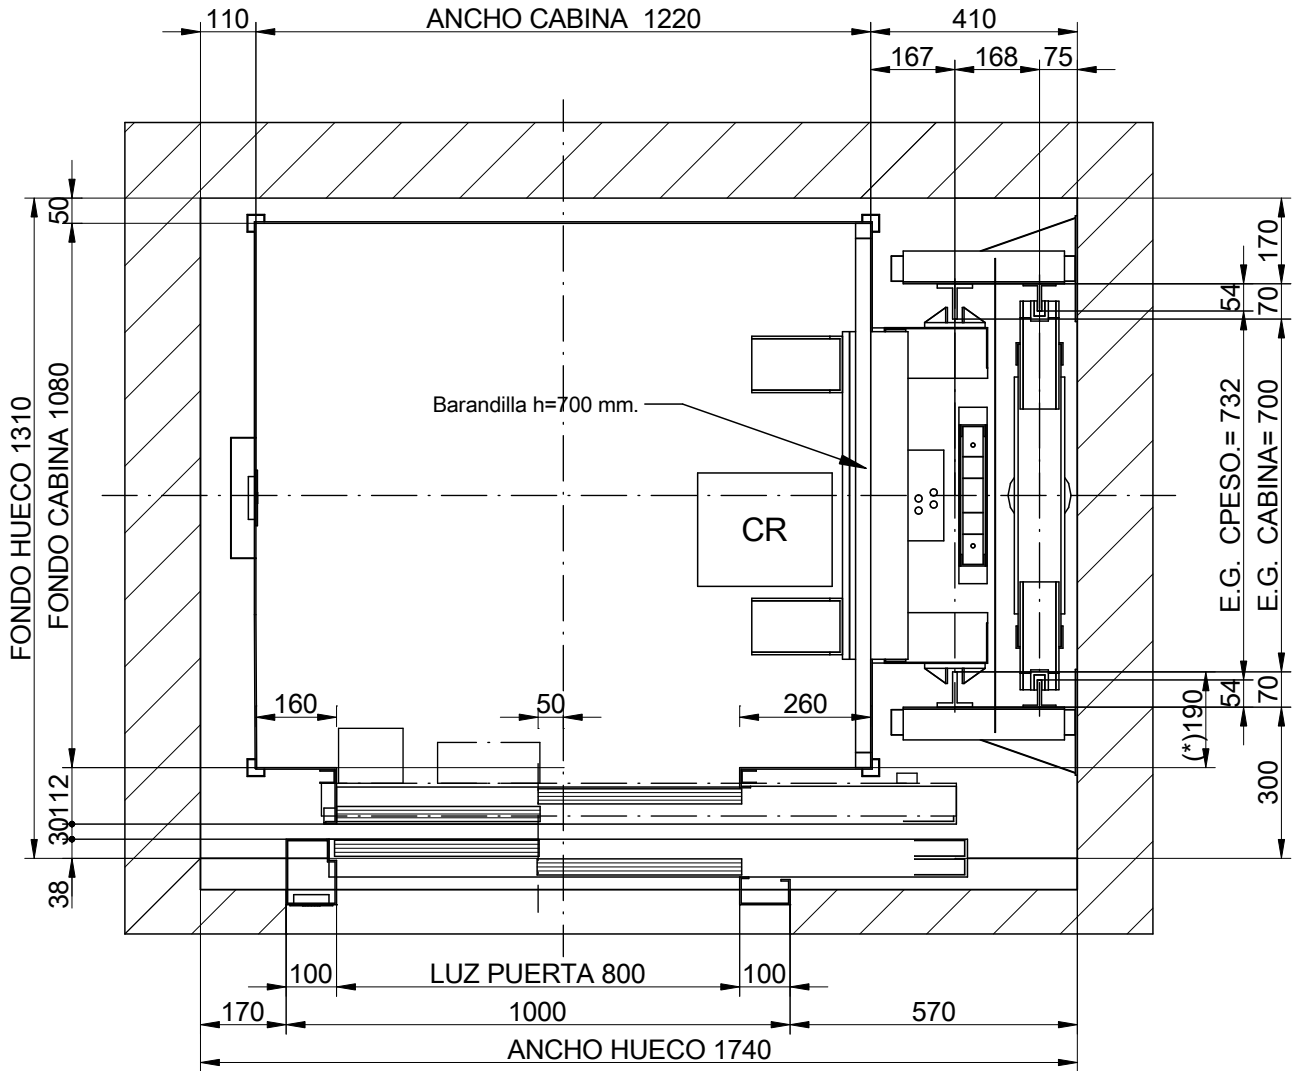 110
ANCHO CABINA 1220
410
167
168
75
50
170
54
70
FONDO HUECO 1310
FONDO CABINA 1080
Barandilla h=700 mm.
E.G. CPESO.= 732
E.G. CABINA= 700
CR
160
50
260
54
70
(*)190
112
30
38
300
100
LUZ PUERTA 800
100
170
1000
570
ANCHO HUECO 1740